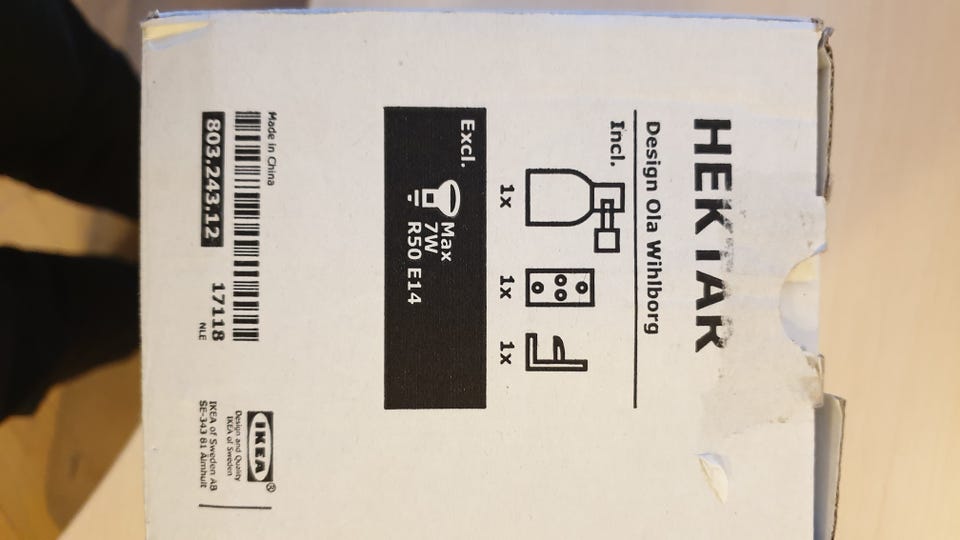 HEKTAR
Design Ola Wihlborg
Incl.
1x 1x 1x
Excl.
Max
7W
R50 E14
Made in China
803.243.12
17118
NLE
IKEA®
Design and Quality
IKEA of Sweden
IKEA of Sweden AB
SE-343 81 Älmhult